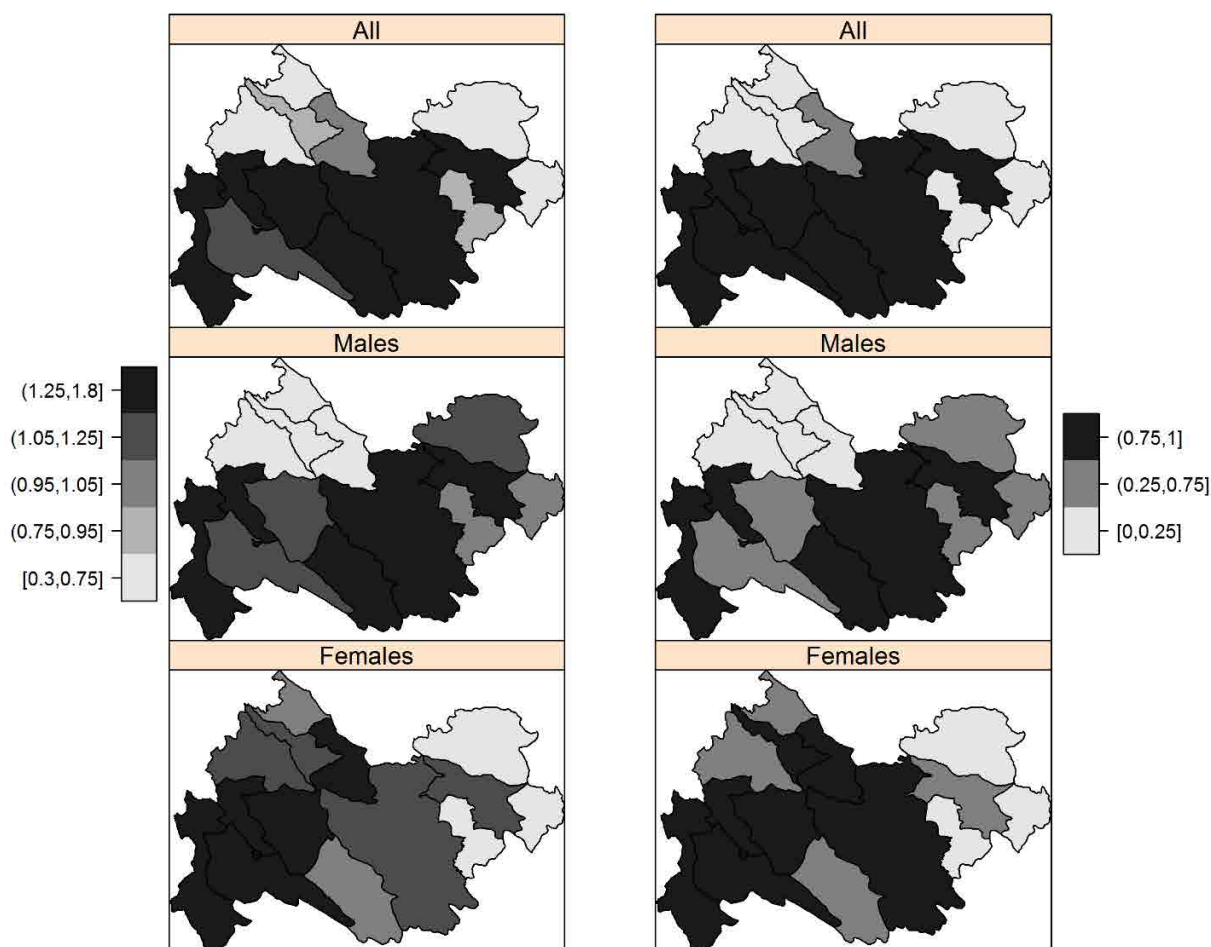 All
All
Males
Males
(1.25,1.8]
(1.05,1.25]
(0.95,1.05]
(0.75,0.95]
[0.3,0.75]
(0.75,1]
(0.25,0.75]
[0,0.25]
Females
Females